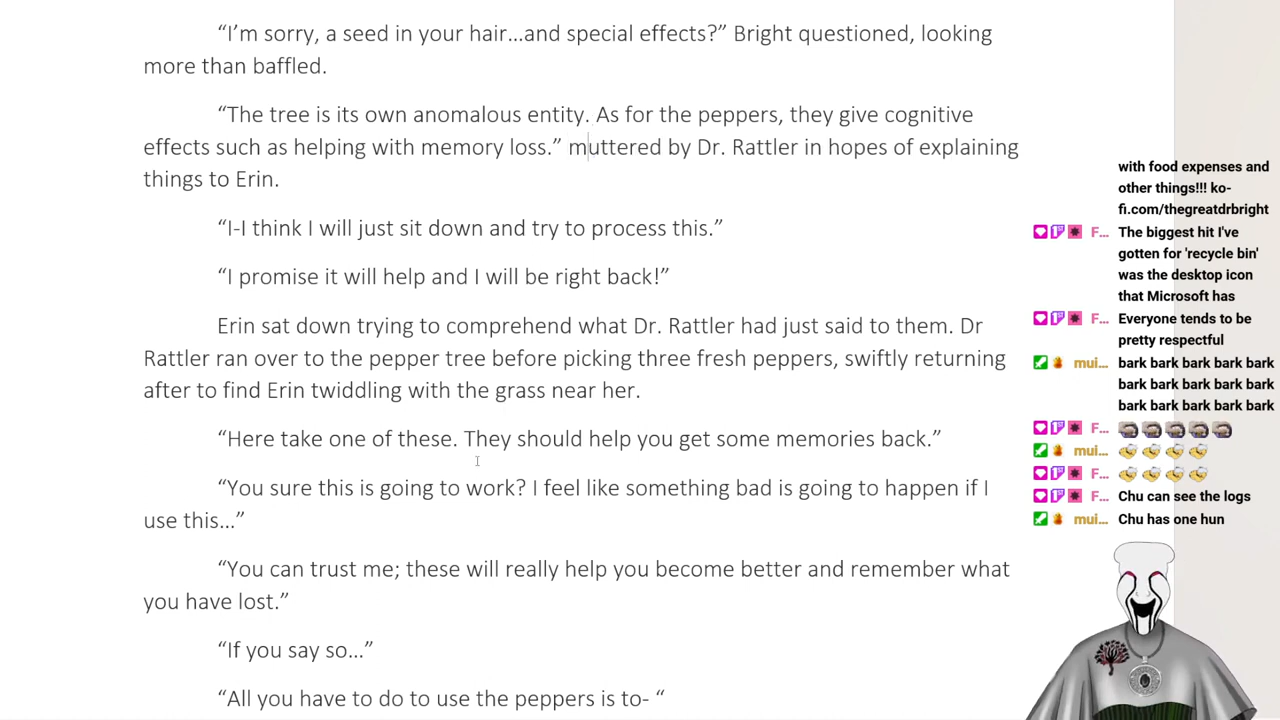 “I’m sorry, a seed in your hair…and special effects?” Bright questioned, looking
more than baffled.
“The tree is its own anomalous entity. As for the peppers, they give cognitive
effects such as helping with memory loss.” muttered by Dr. Rattler in hopes of explaining
things to Erin.
“I-I think I will just sit down and try to process this.”
“I promise it will help and I will be right back!”
Erin sat down trying to comprehend what Dr. Rattler had just said to them. Dr
Rattler ran over to the pepper tree before picking three fresh peppers, swiftly returning
after to find Erin twiddling with the grass near her.
“Here take one of these. They should help you get some memories back.”
“You sure this is going to work? I feel like something bad is going to happen if I
use this…”
“You can trust me; these will really help you become better and remember what
you have lost.”
“If you say so…”
“All you have to do to use the peppers is to- “
with food expenses and
other things!!! ko-
fi.com/thegreatdrbright
F... The biggest hit I've
gotten for 'recycle bin'
was the desktop icon
that Microsoft has
F... Everyone tends to be
pretty respectful
mui... bark bark bark bark bark
bark bark bark bark bark
bark bark bark bark bark
F...
mui...
F...
F... Chu can see the logs
mui... Chu has one hun